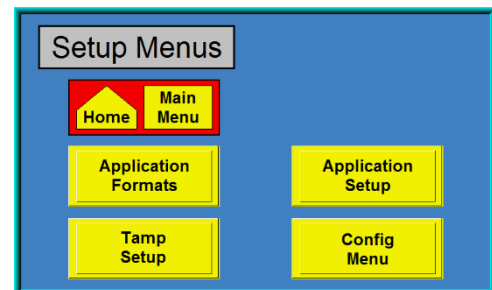 Setup Menus
Home
Main
Menu
Application
Formats
Application
Setup
Tamp
Setup
Config
Menu